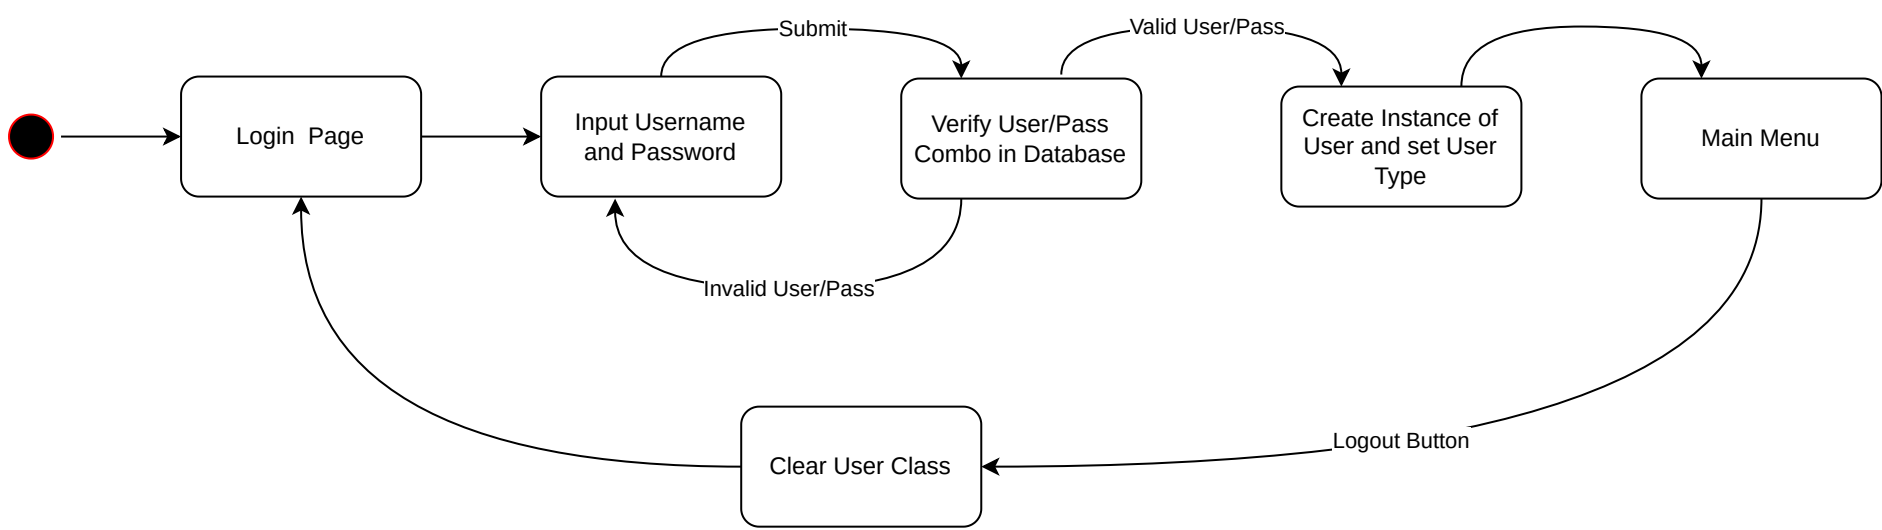 Submit
Valid User/Pass
Login  Page
Input Username
and Password
Verify User/Pass
Combo in Database
Create Instance of
User and set User
Type
Main Menu
Invalid User/Pass
Logout Button
Clear User Class